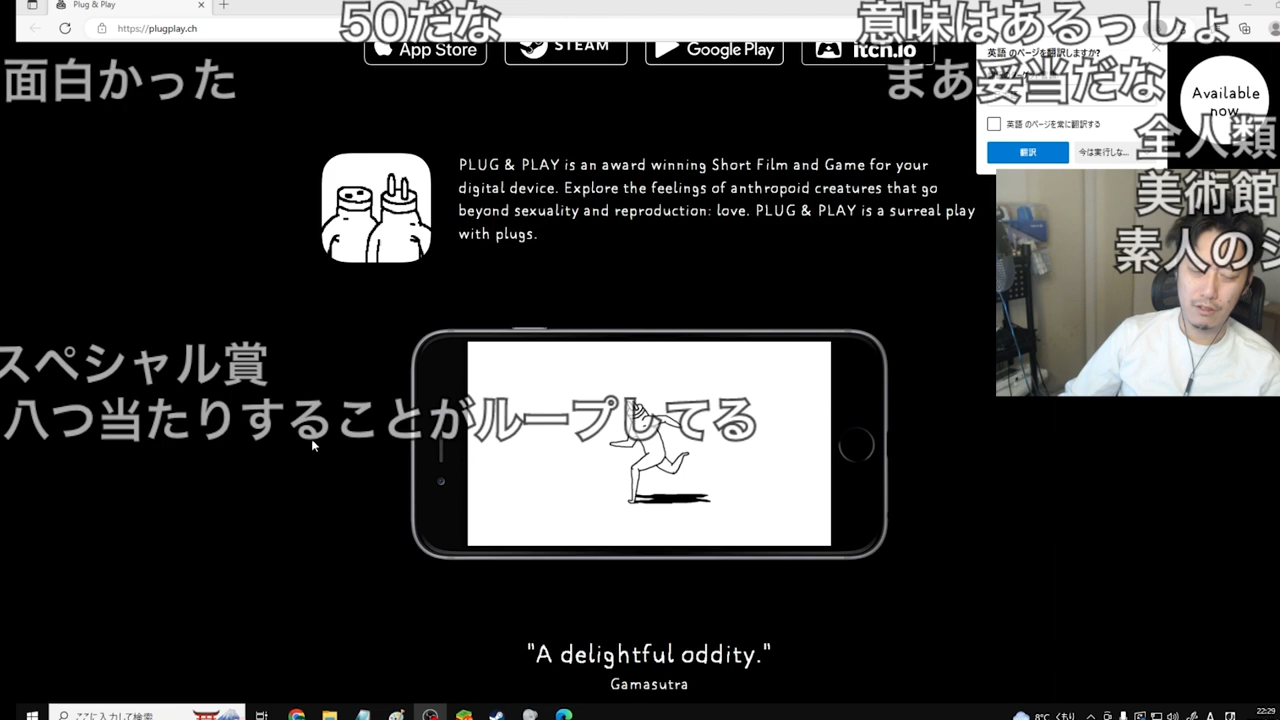 Plug & Play
https://plugplay.ch
50だな
意味はあるっしょ
App Store
STEAM
Google Play
itch.io
英語 のページを翻訳しますか?
面白かった
まあ妥当だな
Available
now
英語 のページを常に翻訳する
全人類
翻訳
今は実行しな...
PLUG & PLAY is an award winning Short Film and Game for your
digital device. Explore the feelings of anthropoid creatures that go
beyond sexuality and reproduction: love. PLUG & PLAY is a surreal play
with plugs.
美術館
素人のシ
スペシャル賞
八つ当たりすることがループしてる
"A delightful oddity."
Gamasutra
ここに入力して検索
8°C くもり
A
22:29